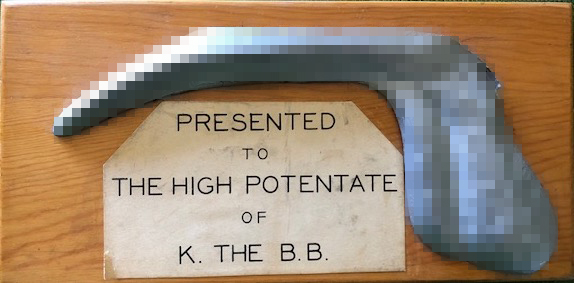 PRESENTED
TO
THE HIGH POTENTATE
OF
K. THE B.B.